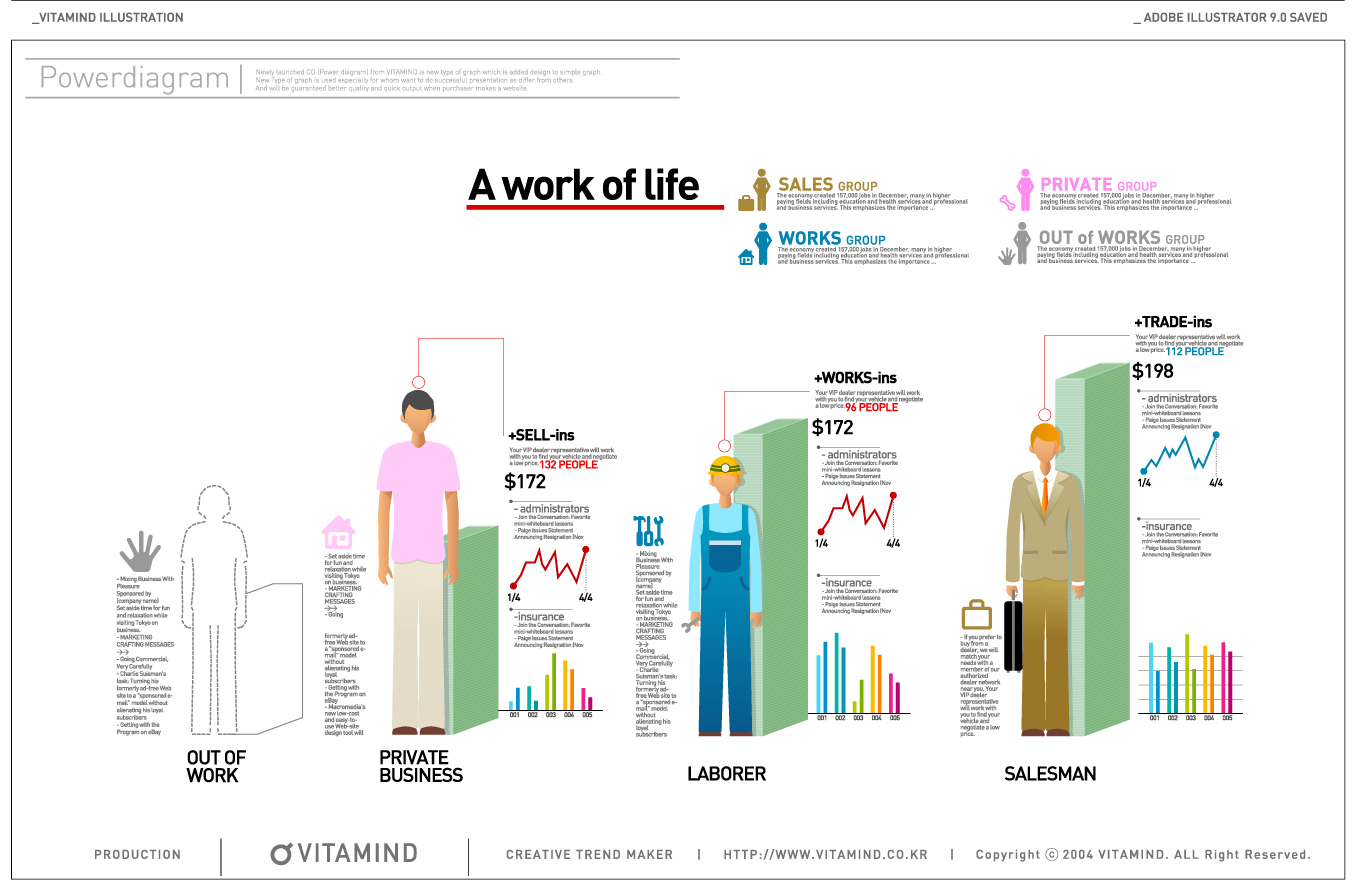 _VITAMIND ILLUSTRATION
_ ADOBE ILLUSTRATOR 9.0 SAVED
Powerdiagram
Newly launched CD (Power diagram) from VITAMIND is new type of graph which is added design to simple graph.
New Type of graph is used especially for whom want to do successful presentation as differ from others.
And will be guaranteed better quality and quick output when purchaser makes a website.
A work of life
SALES GROUP
The economy created 157,000 jobs in December, many in higher
paying fields including education and health services and professional
and business services. This emphasizes the importance ...
PRIVATE GROUP
The economy created 157,000 jobs in December, many in higher
paying fields including education and health services and professional
and business services. This emphasizes the importance ...
WORKS GROUP
The economy created 157,000 jobs in December, many in higher
paying fields including education and health services and professional
and business services. This emphasizes the importance ...
OUT of WORKS GROUP
The economy created 157,000 jobs in December, many in higher
paying fields including education and health services and professional
and business services. This emphasizes the importance ...
- Mixing Business With
Pleasure
Sponsored by
[company name]
Set aside time for fun
and relaxation while
visiting Tokyo on
business.
- MARKETING
CRAFTING MESSAGES
->->
- Going Commercial,
Very Carefully
- Charlie Suisman's
task: Turning his
formerly ad-free Web
site to a "sponsored e-
mail" model without
alienating his loyal
subscribers
- Getting with the
Program on eBay
OUT OF
WORK
- Set aside time
for fun and
relaxation while
visiting Tokyo
on business.
- MARKETING
CRAFTING
MESSAGES
->->
- Going
formerly ad-
free Web site to
a "sponsored e-
mail" model
without
alienating his
loyal
subscribers
- Getting with
the Program on
eBay
- Macromedia's
new low-cost
and easy-to-
use Web-site
design tool will
PRIVATE
BUSINESS
+SELL-ins
Your VIP dealer representative will work
with you to find your vehicle and negotiate
a low price. 132 PEOPLE
$172
- administrators
- Join the Conversation: Favorite
mini-whiteboard lessons
- Paige Issues Statement
Announcing Resignation (Nov
1/4
4/4
-insurance
- Join the Conversation: Favorite
mini-whiteboard lessons
- Paige Issues Statement
Announcing Resignation (Nov
001 002 003 004 005
- Mixing
Business With
Pleasure
Sponsored by
[company
name]
Set aside time
for fun and
relaxation while
visiting Tokyo
on business.
- MARKETING
CRAFTING
MESSAGES
->->
- Going
Commercial,
Very Carefully
- Charlie
Suisman's task:
Turning his
formerly ad-
free Web site to
a "sponsored e-
mail" model
without
alienating his
loyal
subscribers
LABORER
+WORKS-ins
Your VIP dealer representative will work
with you to find your vehicle and negotiate
a low price. 96 PEOPLE
$172
- administrators
- Join the Conversation: Favorite
mini-whiteboard lessons
- Paige Issues Statement
Announcing Resignation (Nov
1/4
4/4
-insurance
- Join the Conversation: Favorite
mini-whiteboard lessons
- Paige Issues Statement
Announcing Resignation (Nov
001 002 003 004 005
- If you prefer to
buy from a
dealer, we will
match your
needs with a
member of our
authorized
dealer network
near you. Your
VIP dealer
representative
will work with
you to find your
vehicle and
negotiate a low
price.
SALESMAN
+TRADE-ins
Your VIP dealer representative will work
with you to find your vehicle and negotiate
a low price. 112 PEOPLE
$198
- administrators
- Join the Conversation: Favorite
mini-whiteboard lessons
- Paige Issues Statement
Announcing Resignation (Nov
1/4
4/4
-insurance
- Join the Conversation: Favorite
mini-whiteboard lessons
- Paige Issues Statement
Announcing Resignation (Nov
001 002 003 004 005
PRODUCTION
VITAMIND
CREATIVE TREND MAKER | HTTP://WWW.VITAMIND.CO.KR | Copyright ⓒ 2004 VITAMIND. ALL Right Reserved.